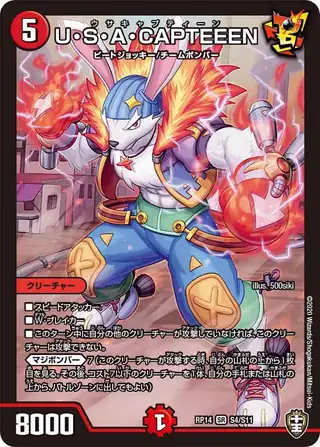 5
ウサキャプティーン
U・S・A・CAPTEEEN
ビートジョッキー/チームボンバー
illus. 500siki
クリーチャー
■スピードアタッカー
■W・ブレイカー
■このターン中に自分の他のクリーチャーが攻撃していなければ、このクリー
チャーは攻撃できない。
マジボンバー 7(このクリーチャーが攻撃する時、自分の山札の上から1枚
目を見る。その後、コスト7以下のクリーチャーを1体、自分の手札または山札の
上から、バトルゾーンに出してもよい)
©2020 Wizards/Shogakukan/Mitsui-Kids
8000
1
RP14 SR S4/S11